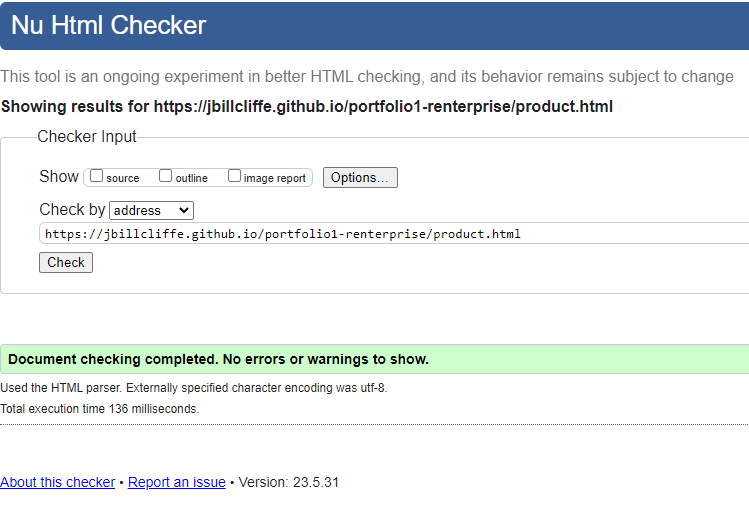 Nu Html Checker
This tool is an ongoing experiment in better HTML checking, and its behavior remains subject to change
Showing results for https://jbillcliffe.github.io/portfolio1-renterprise/product.html
Checker Input
Show source outline image report Options...
Check by address
https://jbillcliffe.github.io/portfolio1-renterprise/product.html
Check
Document checking completed. No errors or warnings to show.
Used the HTML parser. Externally specified character encoding was utf-8.
Total execution time 136 milliseconds.
About this checker • Report an issue • Version: 23.5.31